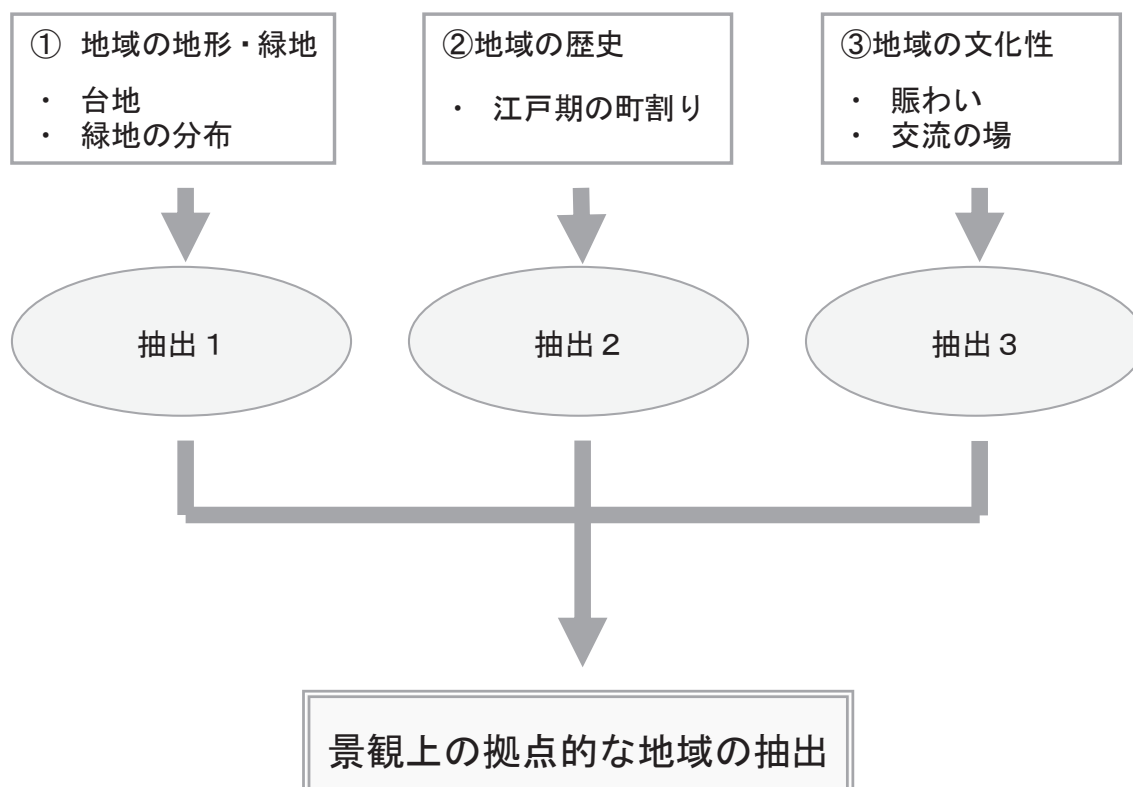 ① 地域の地形・緑地
・ 台地
・ 緑地の分布
②地域の歴史
・ 江戸期の町割り
③地域の文化性
・ 賑わい
・ 交流の場
抽出1
抽出2
抽出3
景観上の拠点的な地域の抽出